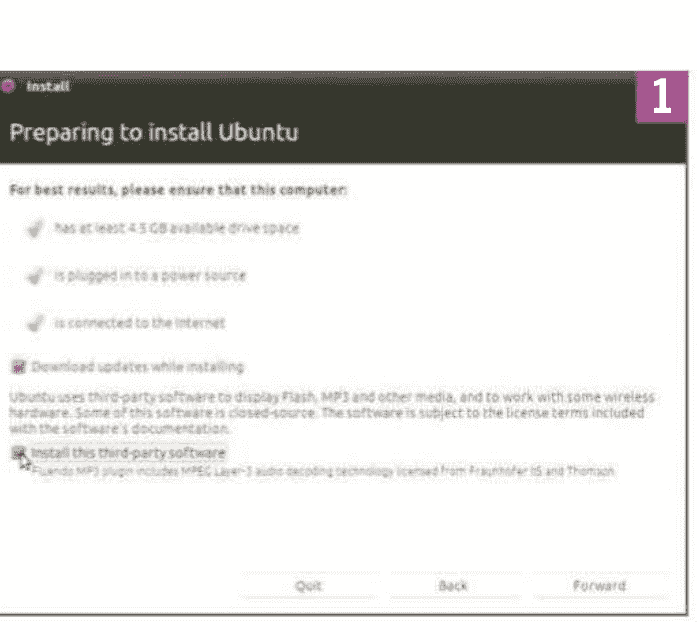 Install
1
Preparing to install Ubuntu
For best results, please ensure that this computer:
has at least 4.5 GB available drive space
is plugged in to a power source
is connected to the Internet
Download updates while installing
Ubuntu uses third-party software to display Flash, MP3 and other media, and to work with some wireless
hardware. Some of this software is closed-source. The software is subject to the license terms included
with the software's documentation.
Install this third-party software
Fluendo MP3 plugin includes MPEG Layer-3 audio decoding technology licensed from Fraunhofer IIS and Thomson
Quit Back Forward